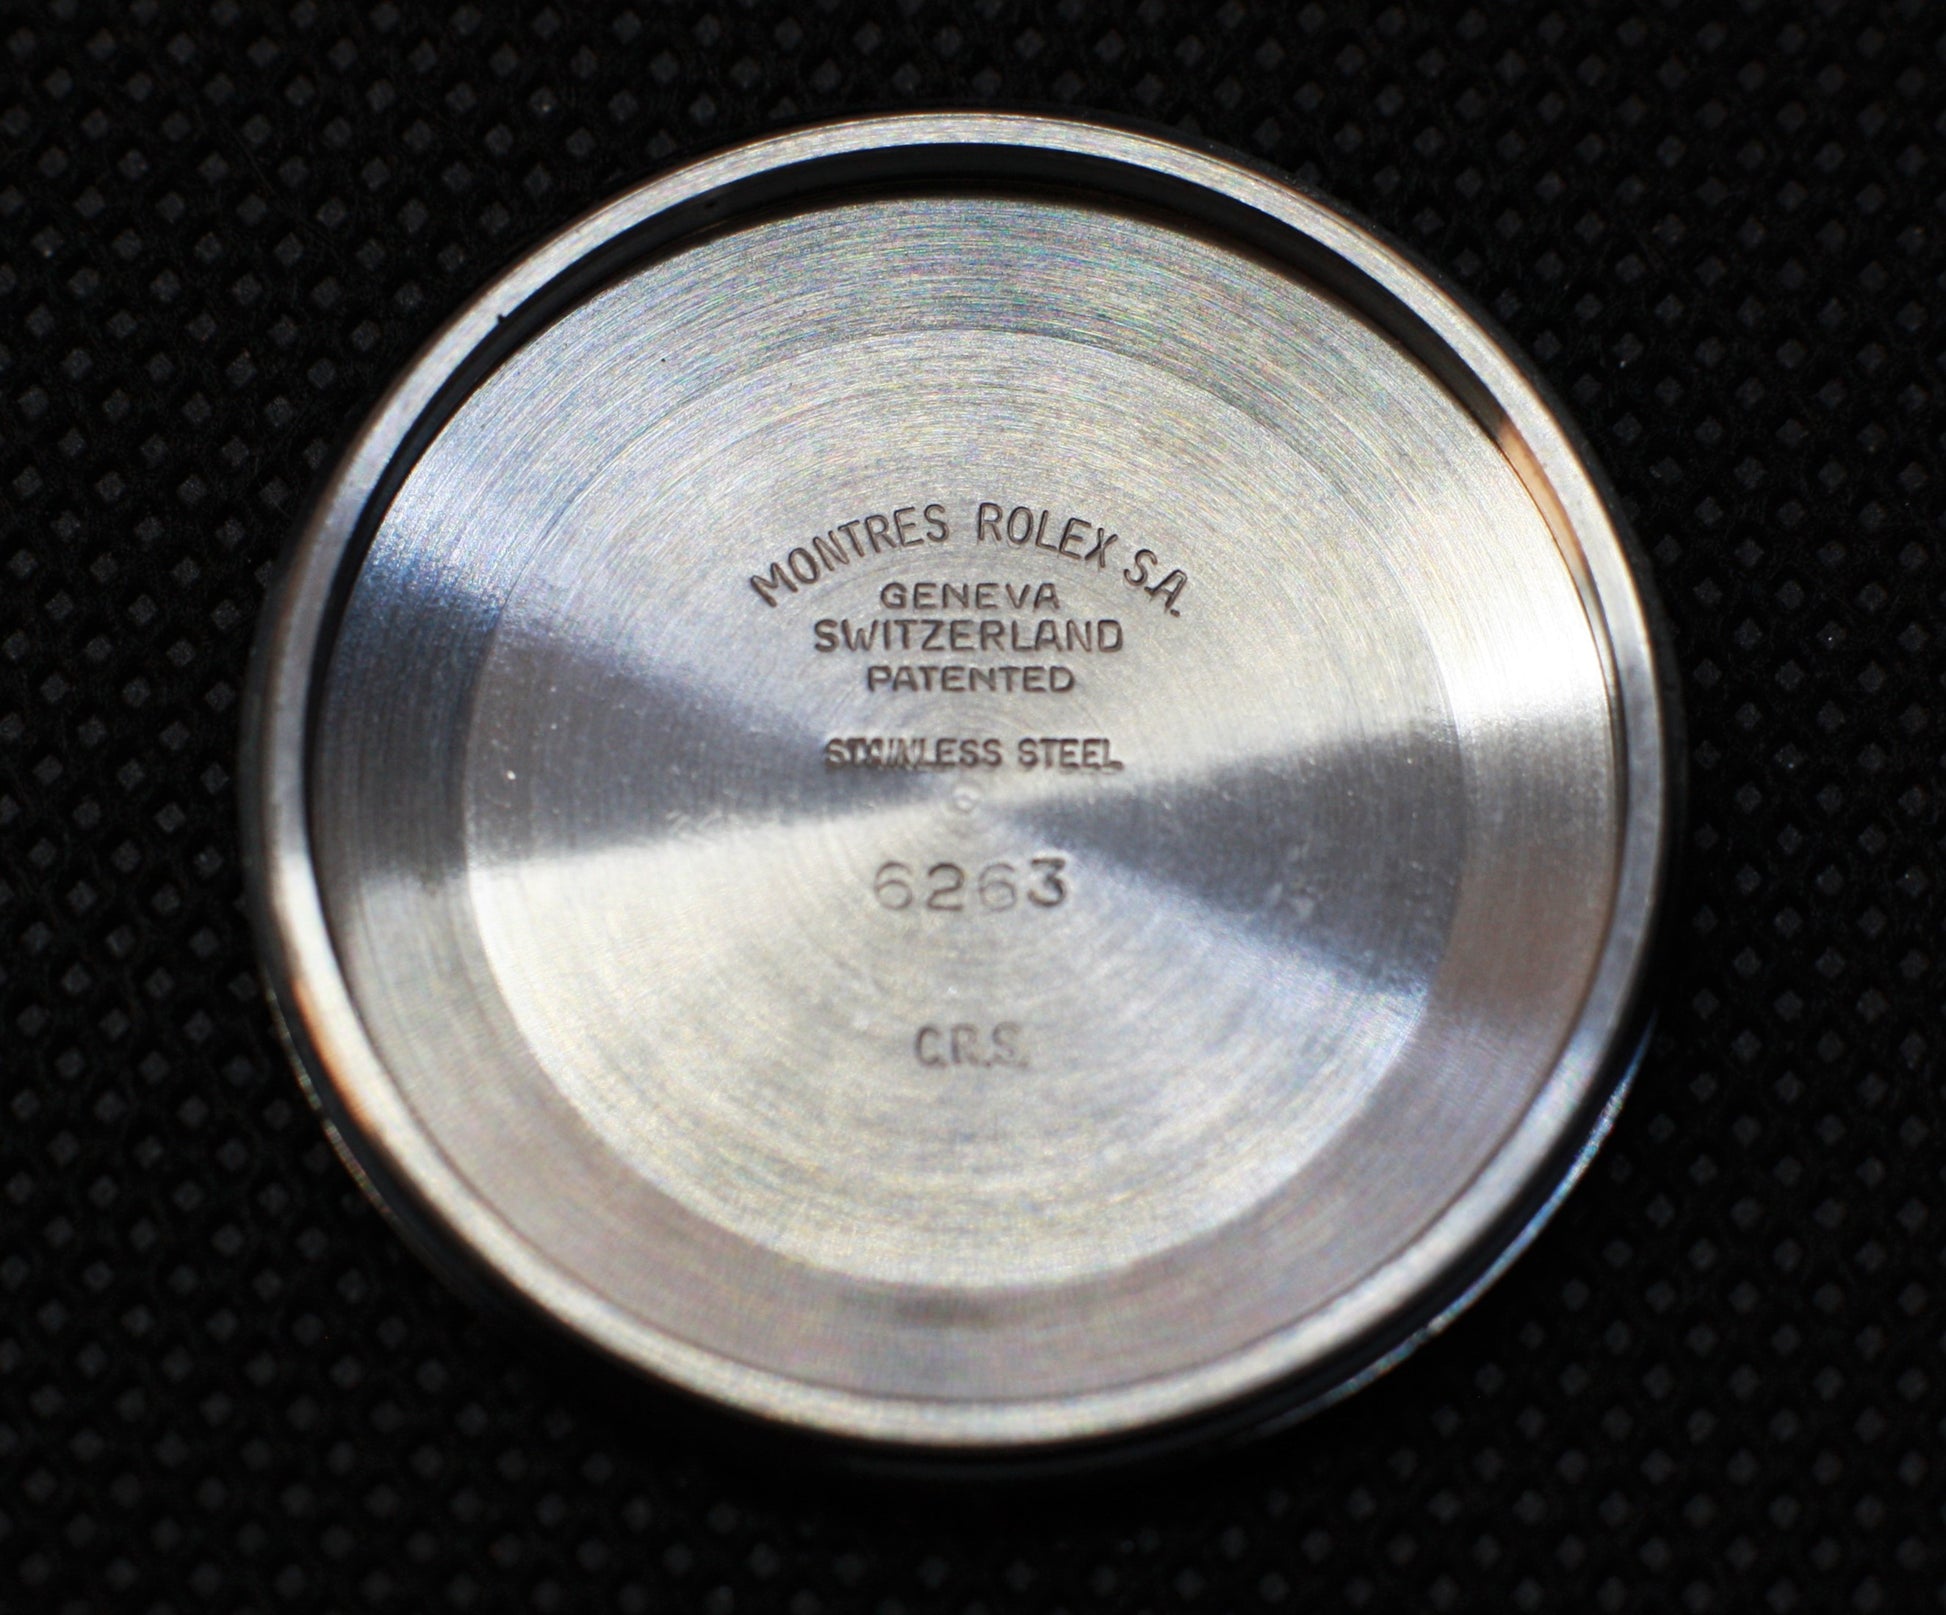 MONTRES ROLEX S.A.
GENEVA
SWITZERLAND
PATENTED
STAINLESS STEEL
6263
C.R.S.